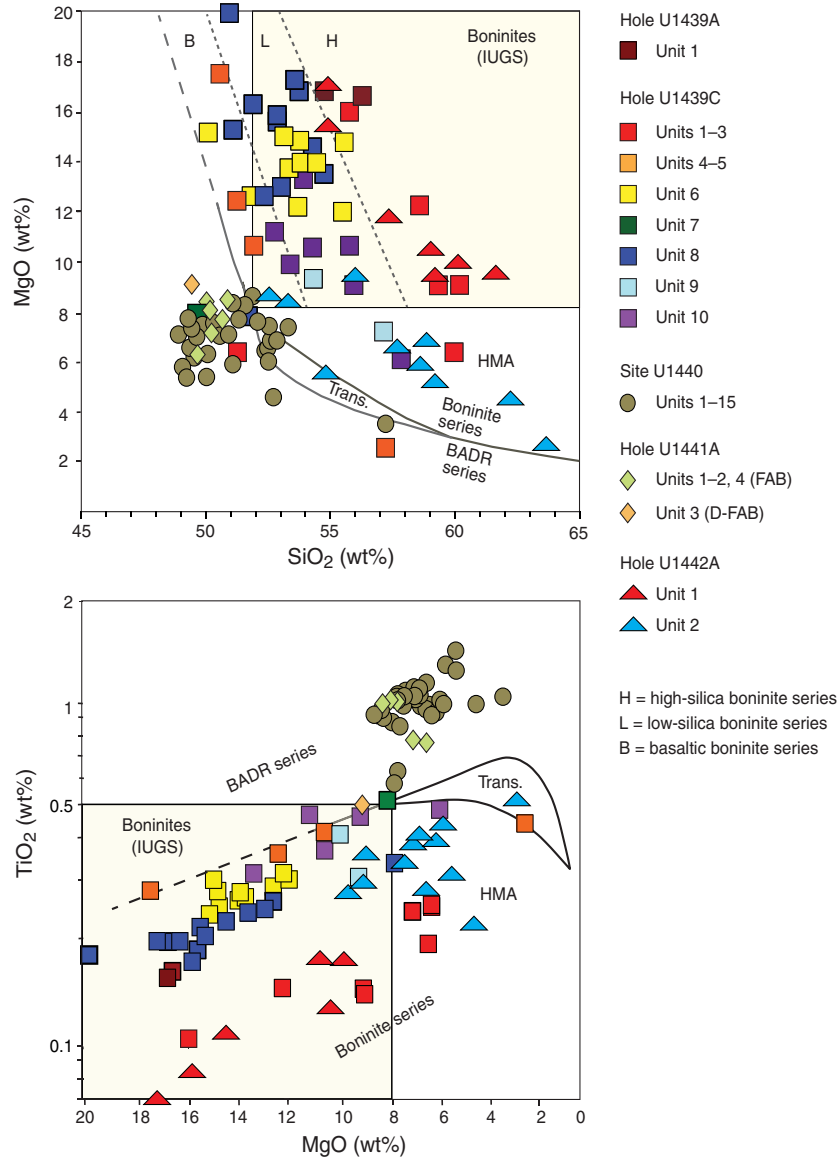 20
18
16
14
12
10
8
6
4
2
MgO (wt%)
B
L
H
Boninites
(IUGS)
HMA
Trans.
Boninite
series
BADR
series
45
50
55
60
65
SiO2 (wt%)
2
1
0.5
0.1
TiO2 (wt%)
BADR series
Trans.
Boninites
(IUGS)
HMA
Boninite series
20
18
16
14
12
10
8
6
4
2
0
MgO (wt%)
Hole U1439A
Unit 1
Hole U1439C
Units 1–3
Units 4–5
Unit 6
Unit 7
Unit 8
Unit 9
Unit 10
Site U1440
Units 1–15
Hole U1441A
Units 1–2, 4 (FAB)
Unit 3 (D-FAB)
Hole U1442A
Unit 1
Unit 2
H = high-silica boninite series
L = low-silica boninite series
B = basaltic boninite series